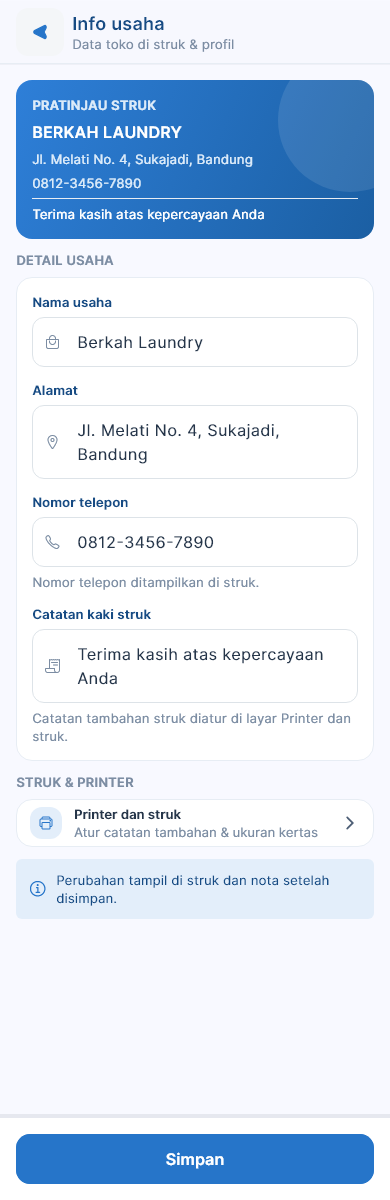 Info usaha
Data toko di struk & profil
PRATINJAU STRUK
BERKAH LAUNDRY
Jl. Melati No. 4, Sukajadi, Bandung
0812-3456-7890
Terima kasih atas kepercayaan Anda
DETAIL USAHA
Nama usaha
Berkah Laundry
Alamat
Jl. Melati No. 4, Sukajadi,
Bandung
Nomor telepon
0812-3456-7890
Nomor telepon ditampilkan di struk.
Catatan kaki struk
Terima kasih atas kepercayaan
Anda
Catatan tambahan struk diatur di layar Printer dan
struk.
STRUK & PRINTER
Printer dan struk
Atur catatan tambahan & ukuran kertas
Perubahan tampil di struk dan nota setelah
disimpan.
Simpan